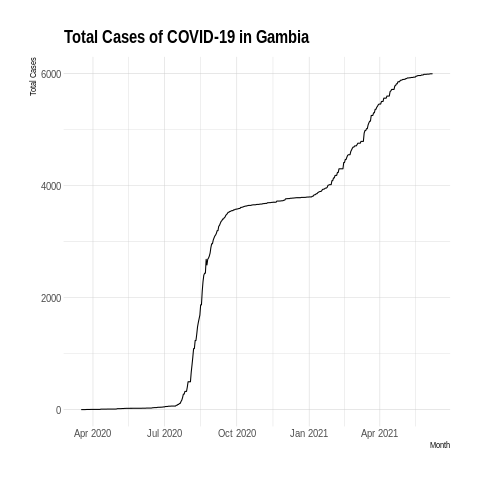 Total Cases of COVID-19 in Gambia
Total Cases
6000
4000
2000
0
Apr 2020 Jul 2020 Oct 2020 Jan 2021 Apr 2021
Month